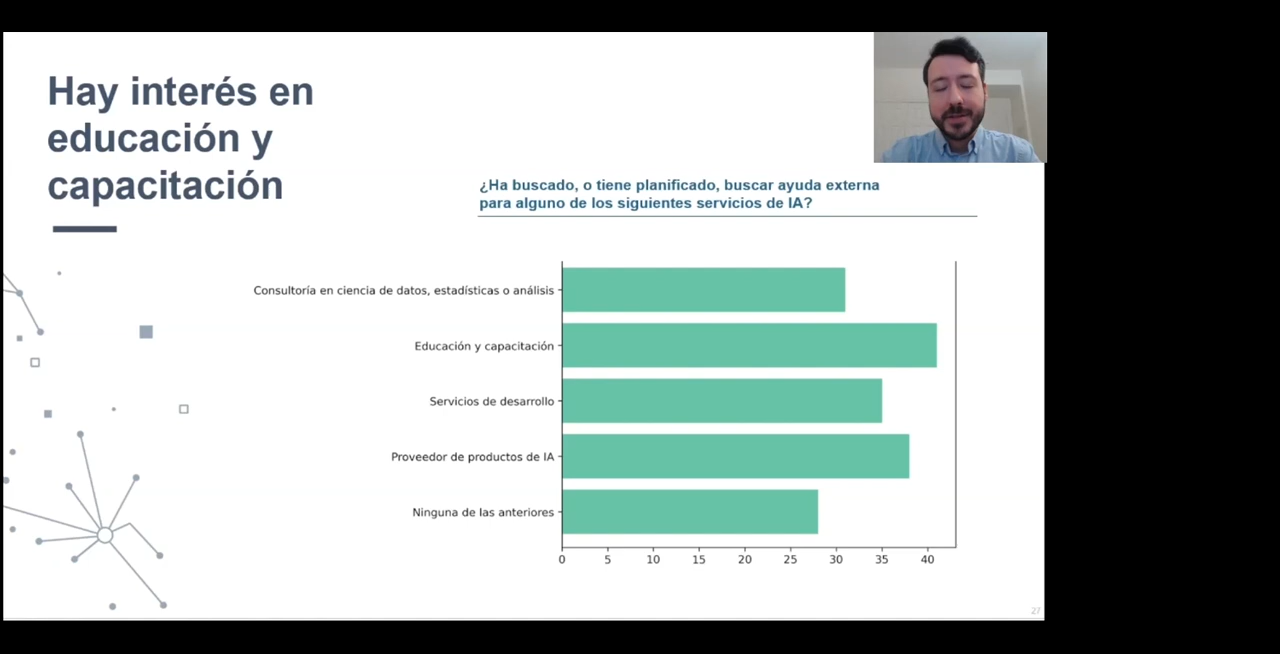 Hay interés en
educación y
capacitación
¿Ha buscado, o tiene planificado, buscar ayuda externa
para alguno de los siguientes servicios de IA?
Consultoría en ciencia de datos, estadísticas o análisis
Educación y capacitación
Servicios de desarrollo
Proveedor de productos de IA
Ninguna de las anteriores
0 5 10 15 20 25 30 35 40
27